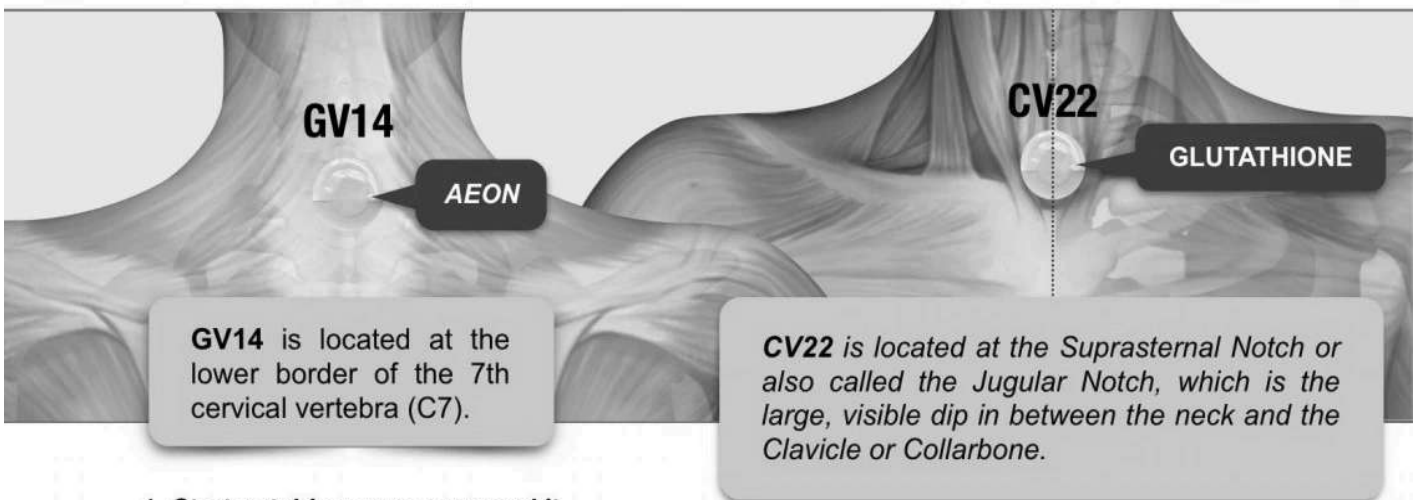 GV14
AEON
GV14 is located at the
lower border of the 7th
cervical vertebra (C7).
CV22
GLUTATHIONE
CV22 is located at the Suprasternal Notch or
also called the Jugular Notch, which is the
large, visible dip in between the neck and the
Clavicle or Collarbone.